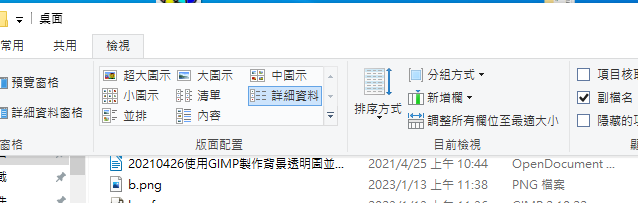 桌面
常用 共用 檢視
預覽窗格
詳細資料窗格
窗格
超大圖示 大圖示 中圖示
小圖示 清單 詳細資料
並排 內容
版面配置
排序方式
分組方式
新增欄
調整所有欄位至最適大小
目前檢視
項目核取
副檔名
隱藏的項
20210426使用GIMP製作背景透明圖並... 2021/4/25 上午 10:44 OpenDocument ...
b.png 2023/1/13 上午 11:38 PNG 檔案